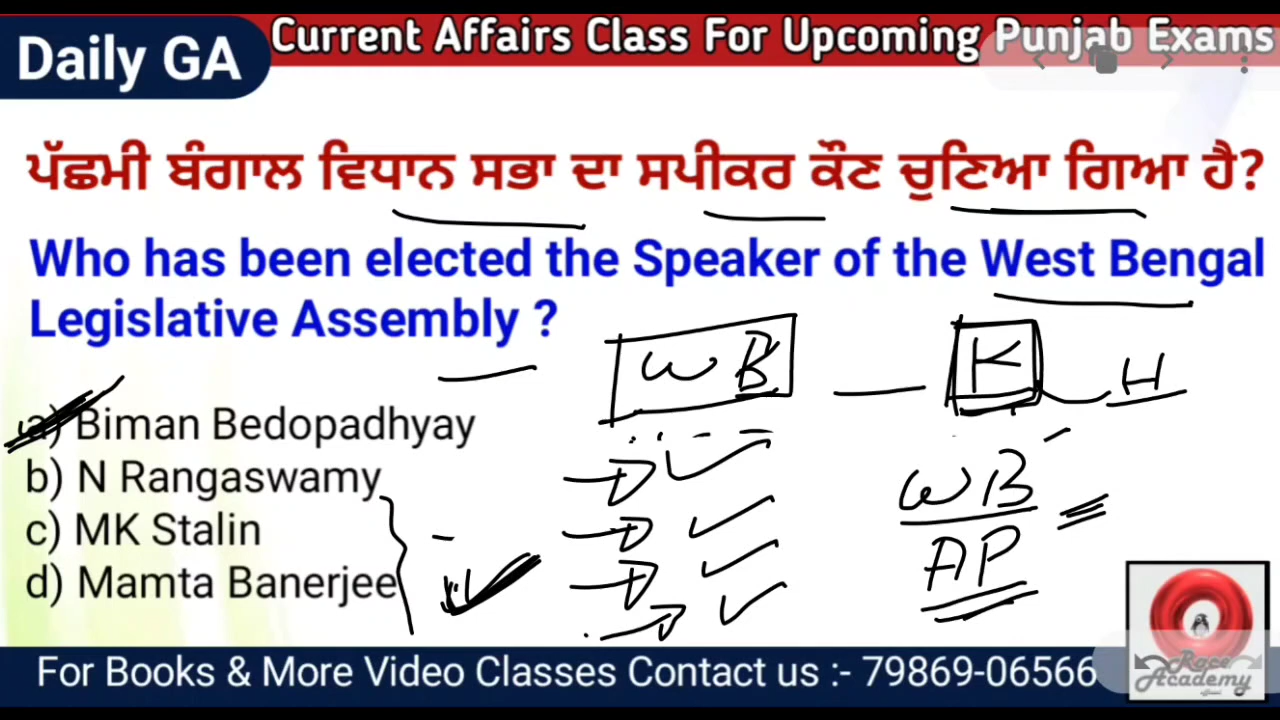 Daily GA
Current Affairs Class For Upcoming Punjab Exams
ਪੱਛਮੀ ਬੰਗਾਲ ਵਿਧਾਨ ਸਭਾ ਦਾ ਸਪੀਕਰ ਕੌਣ ਚੁਣਿਆ ਗਿਆ ਹੈ?
Who has been elected the Speaker of the West Bengal
Legislative Assembly ?
WB K H
a) Biman Bedopadhyay
b) N Rangaswamy
c) MK Stalin
d) Mamta Banerjee
WB
AP
For Books & More Video Classes Contact us :- 79869-06566
Race
Academy